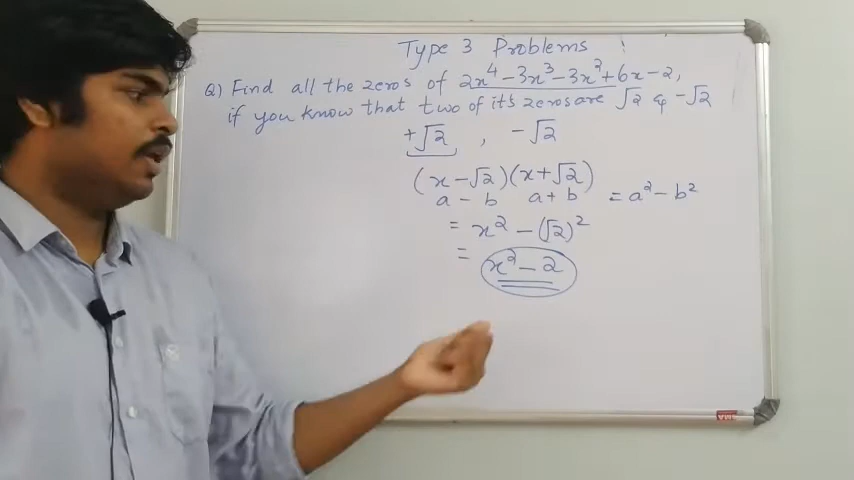 Type 3 Problems
Q) Find all the zeros of 2x⁴ - 3x³ - 3x² + 6x - 2,
if you know that two of its zeros are √2 & -√2
+√2 , -√2
(x - √2)(x + √2)
a - b a + b = a² - b²
= x² - (√2)²
= x² - 2